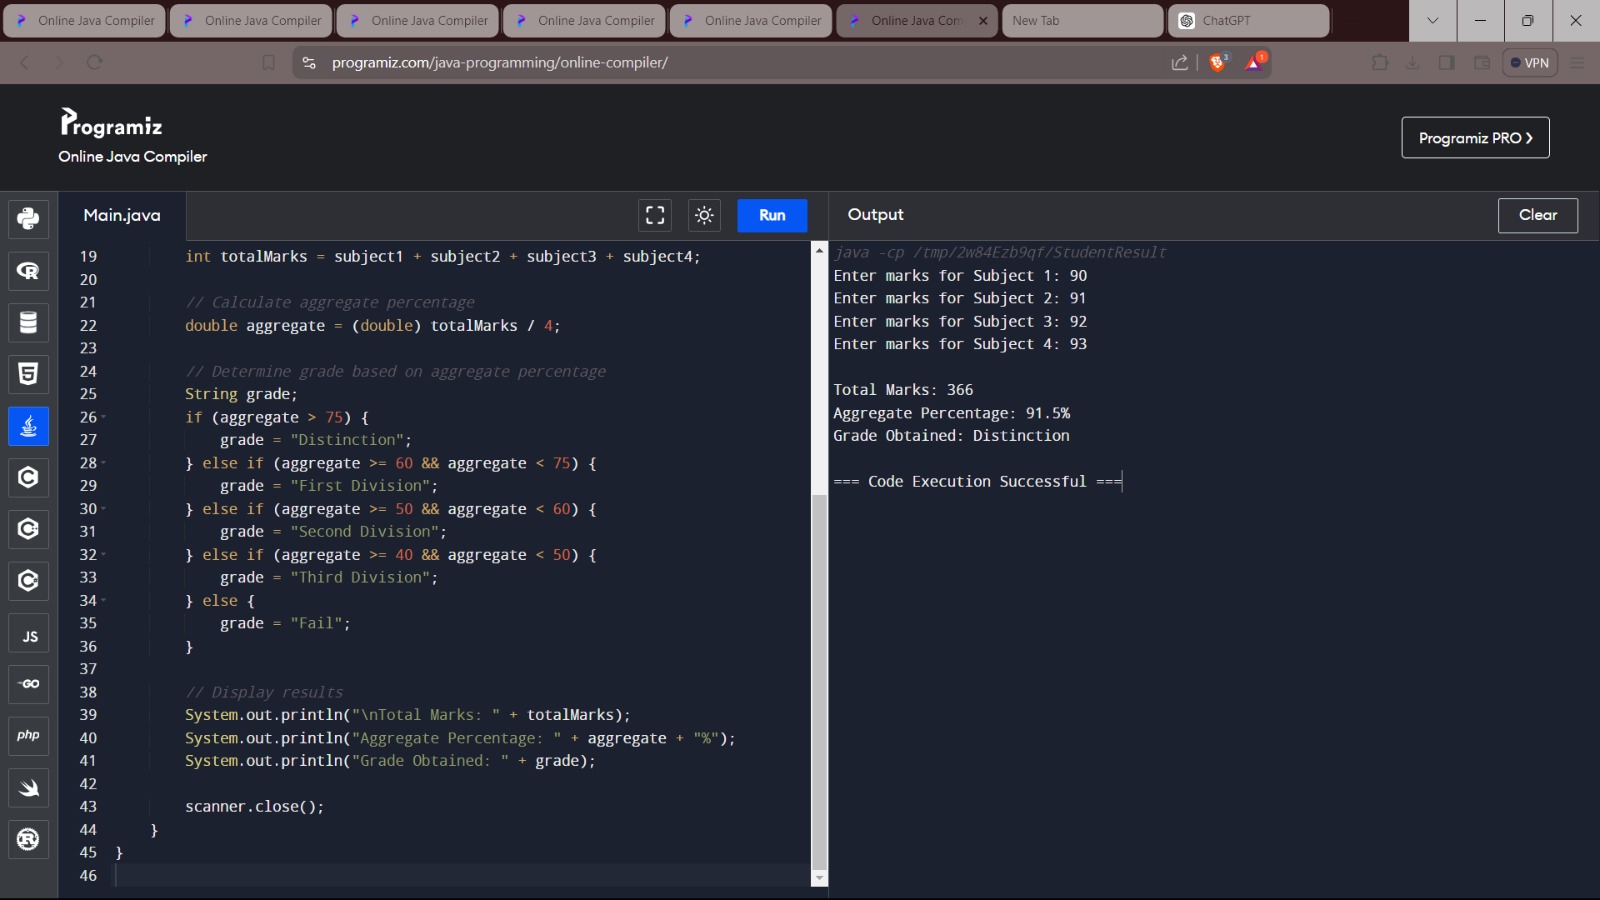 Online Java Compiler
Online Java Compiler
Online Java Compiler
Online Java Compiler
Online Java Compiler
Online Java Com
New Tab
ChatGPT
programiz.com/java-programming/online-compiler/
3
1
VPN
Programiz
Online Java Compiler
Programiz PRO ❯
Main.java
Run
19 int totalMarks = subject1 + subject2 + subject3 + subject4;
20
21 // Calculate aggregate percentage
22 double aggregate = (double) totalMarks / 4;
23
24 // Determine grade based on aggregate percentage
25 String grade;
26 if (aggregate > 75) {
27 grade = "Distinction";
28 } else if (aggregate >= 60 && aggregate < 75) {
29 grade = "First Division";
30 } else if (aggregate >= 50 && aggregate < 60) {
31 grade = "Second Division";
32 } else if (aggregate >= 40 && aggregate < 50) {
33 grade = "Third Division";
34 } else {
35 grade = "Fail";
36 }
37
38 // Display results
39 System.out.println("\nTotal Marks: " + totalMarks);
40 System.out.println("Aggregate Percentage: " + aggregate + "%");
41 System.out.println("Grade Obtained: " + grade);
42
43 scanner.close();
44 }
45 }
46
Output
Clear
java -cp /tmp/2w84Ezb9qf/StudentResult
Enter marks for Subject 1: 90
Enter marks for Subject 2: 91
Enter marks for Subject 3: 92
Enter marks for Subject 4: 93
Total Marks: 366
Aggregate Percentage: 91.5%
Grade Obtained: Distinction
=== Code Execution Successful ===
R
5
C
C
C
JS
GO
php
R